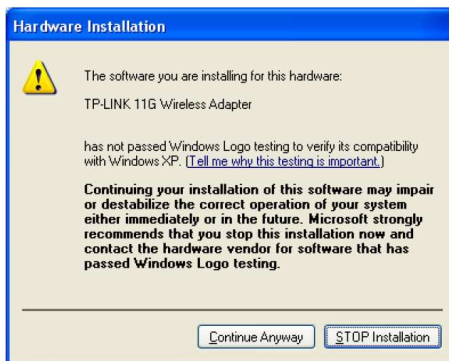 Hardware Installation
The software you are installing for this hardware:
TP-LINK 11G Wireless Adapter
has not passed Windows Logo testing to verify its compatibility
with Windows XP. (Tell me why this testing is important.)
Continuing your installation of this software may impair
or destabilize the correct operation of your system
either immediately or in the future. Microsoft strongly
recommends that you stop this installation now and
contact the hardware vendor for software that has
passed Windows Logo testing.
Continue Anyway
STOP Installation